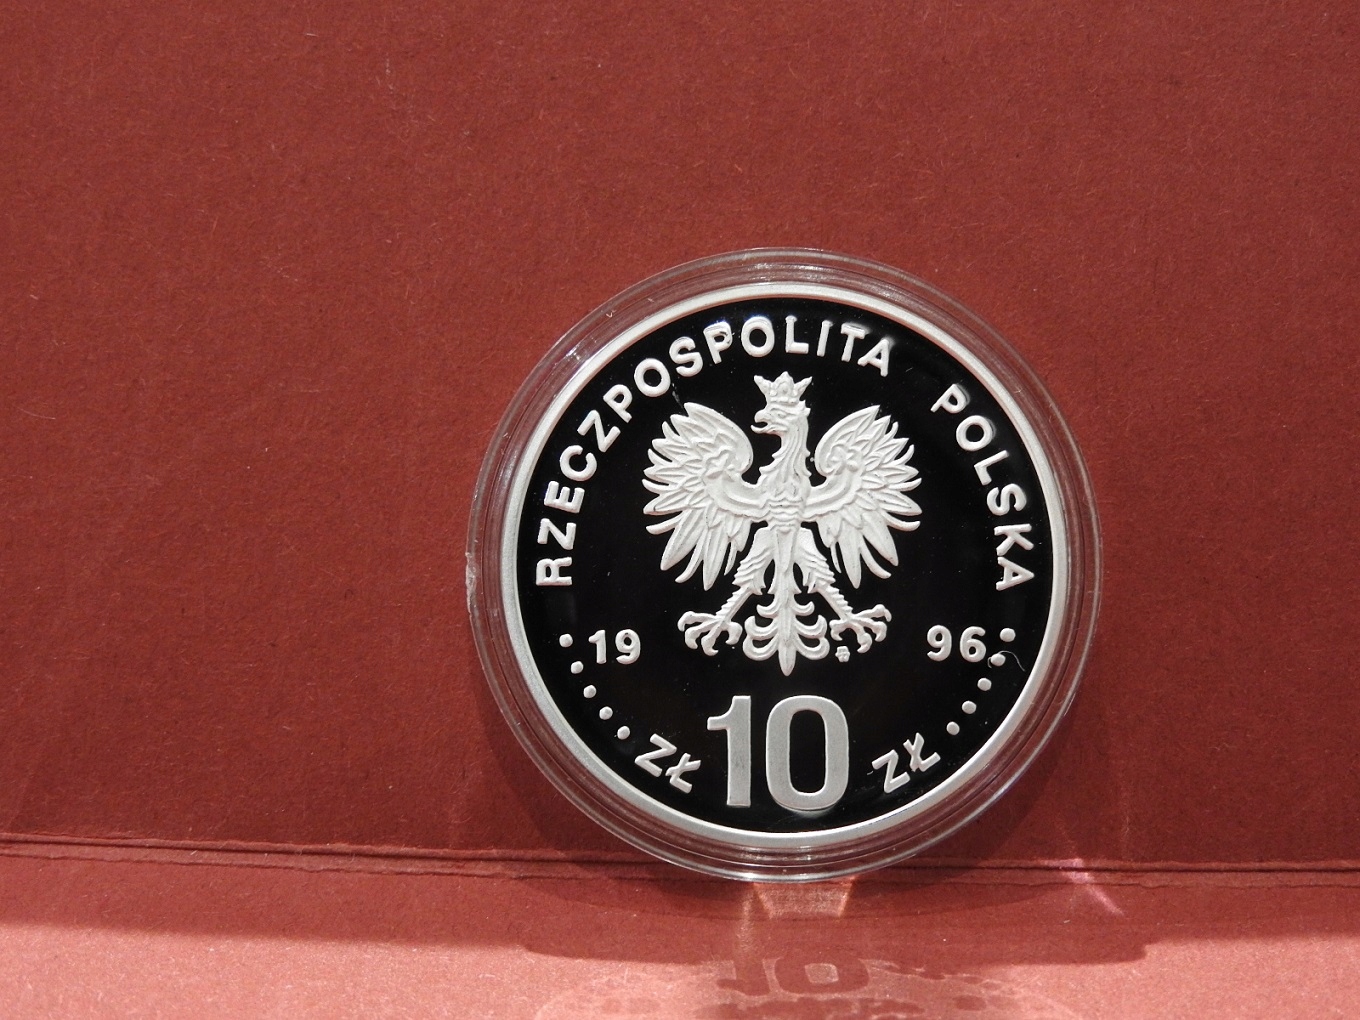 RZECZPOSPOLITA POLSKA
19 96
ZŁ 10 ZŁ